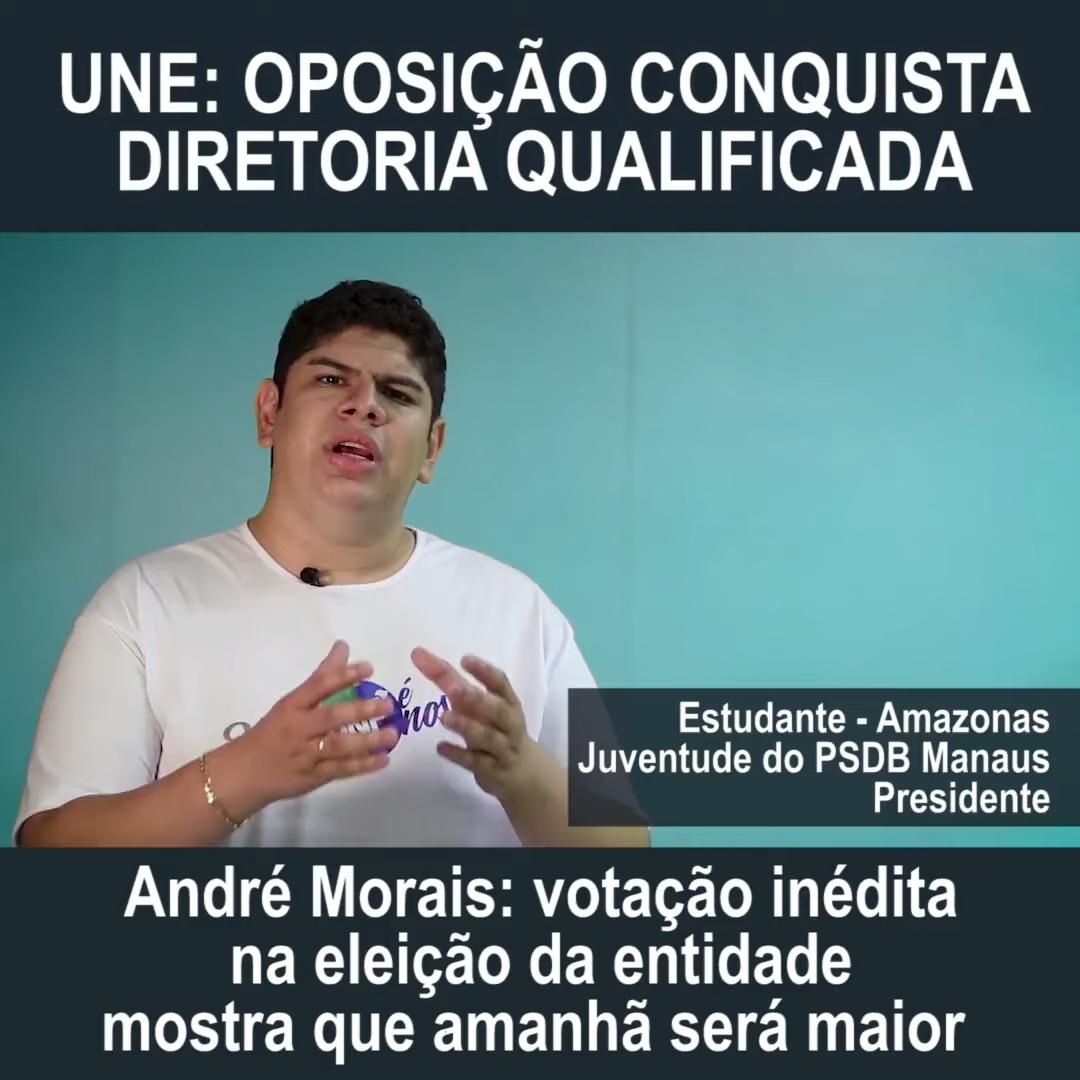 UNE: OPOSIÇÃO CONQUISTA
DIRETORIA QUALIFICADA
é
Estudante - Amazonas
Juventude do PSDB Manaus
Presidente
André Morais: votação inédita
na eleição da entidade
mostra que amanhã será maior